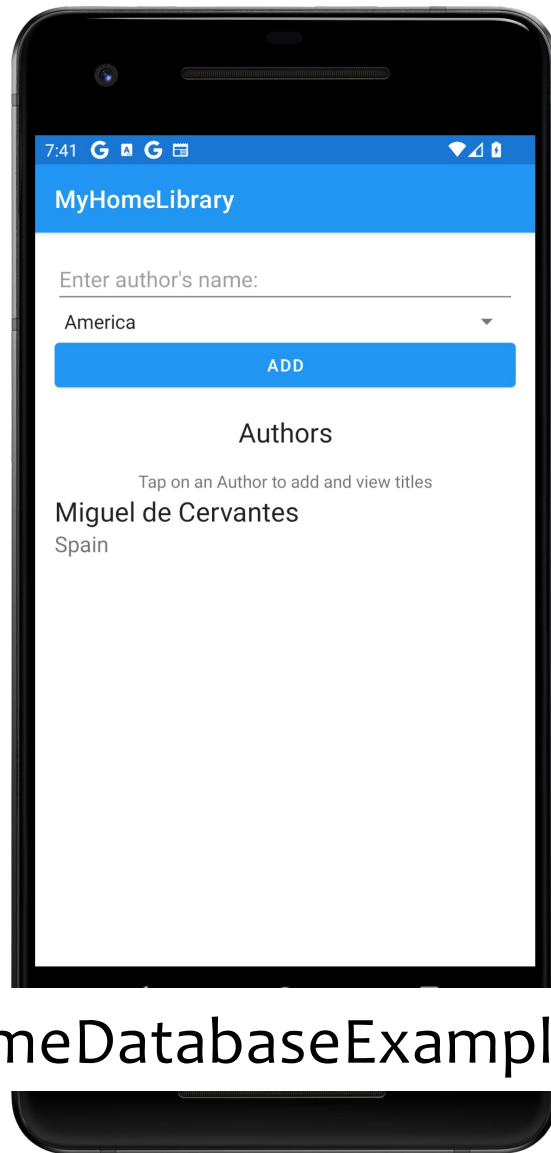 7:41 G A G
MyHomeLibrary
Enter author's name:
America
ADD
Authors
Tap on an Author to add and view titles
Miguel de Cervantes
Spain
meDatabaseExampl